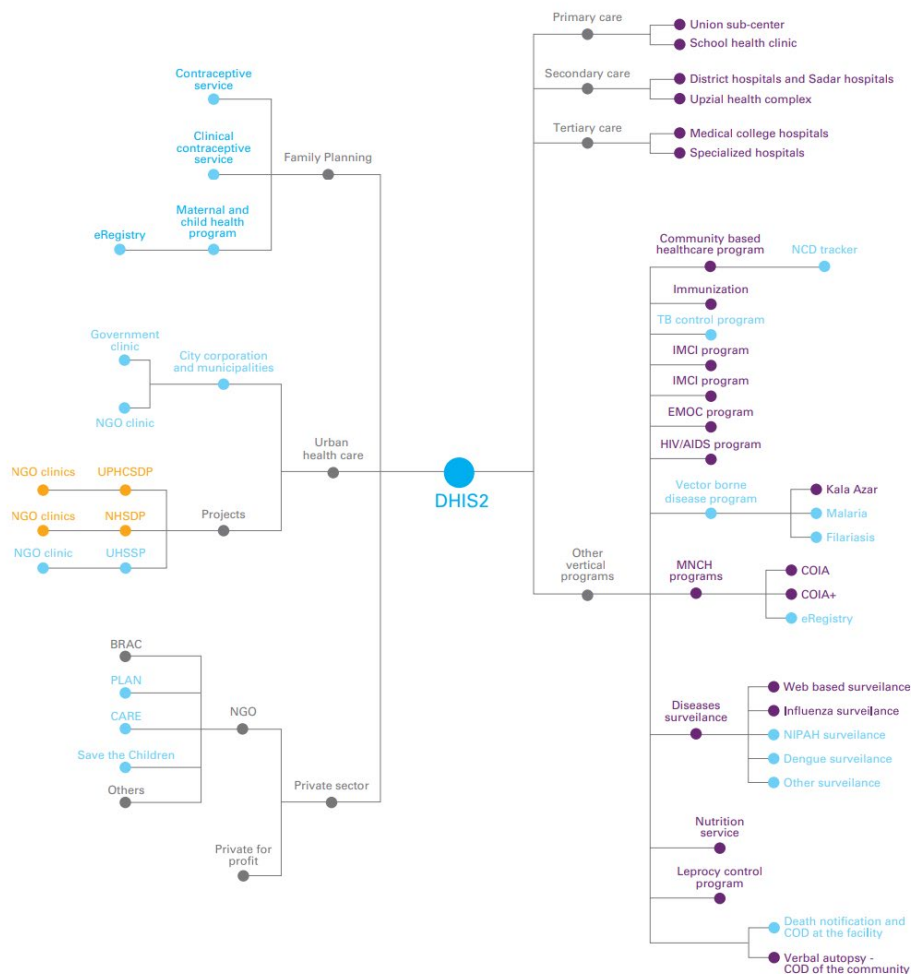 Contraceptive
service
Clinical
contraceptive
service
Family Planning
Maternal and
child health
program
eRegistry
Government
clinic
City corporation
and municipalities
NGO clinic
Urban
health care
NGO clinics
UPHCSDP
NGO clinics
NHSDP
Projects
NGO clinic
UHSSP
BRAC
PLAN
NGO
CARE
Save the Children
Others
Private sector
Private for
profit
DHIS2
Primary care
Union sub-center
School health clinic
Secondary care
District hospitals and Sadar hospitals
Upzial health complex
Tertiary care
Medical college hospitals
Specialized hospitals
Other
vertical
programs
Community based
healthcare program
NCD tracker
Immunization
TB control program
IMCI program
IMCI program
EMOC program
HIV/AIDS program
Vector borne
disease program
Kala Azar
Malaria
Filariasis
MNCH
programs
COIA
COIA+
eRegistry
Diseases
surveilance
Web based surveilance
Influenza surveilance
NIPAH surveilance
Dengue surveilance
Other surveilance
Nutrition
service
Leprocy control
program
Death notification and
COD at the facility
Verbal autopsy -
COD of the community